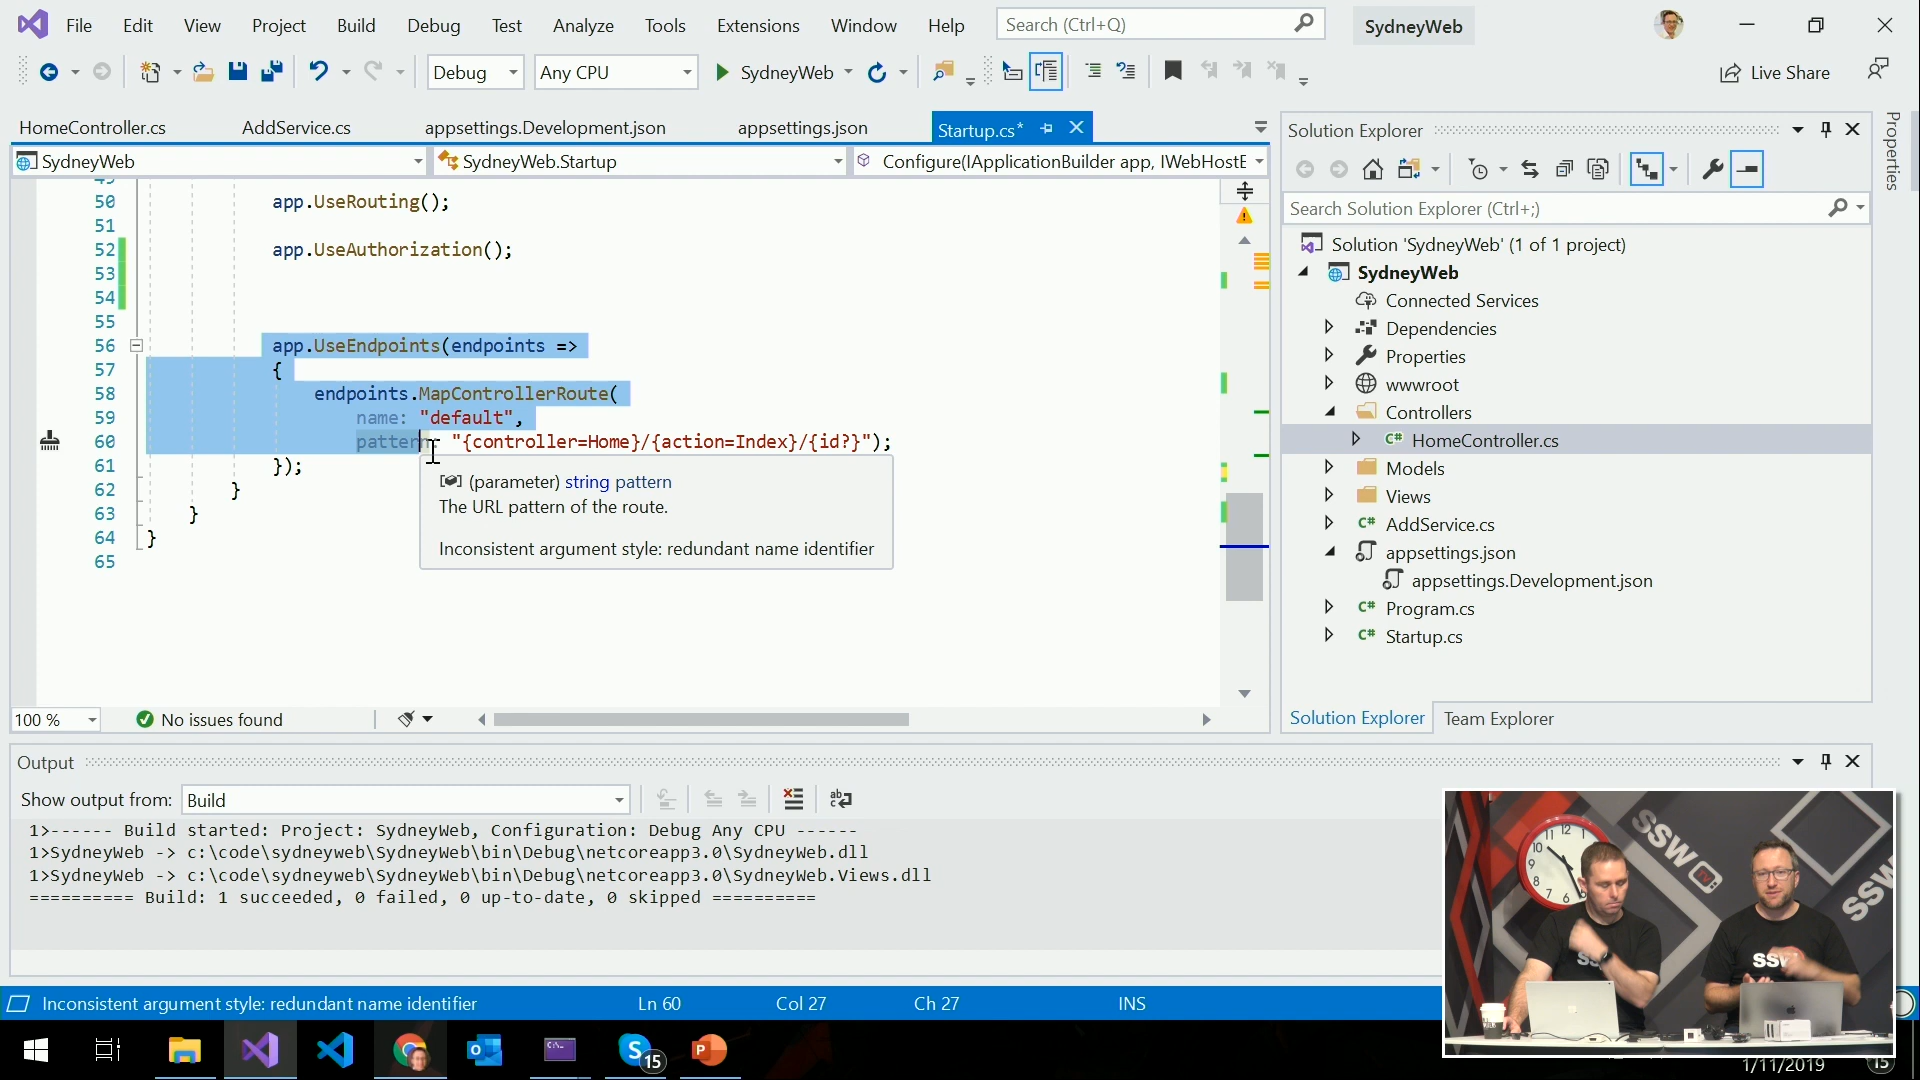 File Edit View Project Build Debug Test Analyze Tools Extensions Window Help Search (Ctrl+Q) SydneyWeb
Debug Any CPU SydneyWeb Live Share
HomeController.cs AddService.cs appsettings.Development.json appsettings.json Startup.cs*
SydneyWeb SydneyWeb.Startup Configure(IApplicationBuilder app, IWebHostE
49
50 app.UseRouting();
51
52 app.UseAuthorization();
53
54
55
56 app.UseEndpoints(endpoints =>
57 {
58 endpoints.MapControllerRoute(
59 name: "default",
60 pattern: "{controller=Home}/{action=Index}/{id?}");
61 });
62 }
63 }
64 }
65
(parameter) string pattern
The URL pattern of the route.
Inconsistent argument style: redundant name identifier
100 % No issues found
Solution Explorer
Search Solution Explorer (Ctrl+;)
Solution 'SydneyWeb' (1 of 1 project)
SydneyWeb
Connected Services
Dependencies
Properties
wwwroot
Controllers
C# HomeController.cs
Models
Views
C# AddService.cs
appsettings.json
appsettings.Development.json
C# Program.cs
C# Startup.cs
Solution Explorer Team Explorer
Properties
Output
Show output from: Build
1>------ Build started: Project: SydneyWeb, Configuration: Debug Any CPU ------
1>SydneyWeb -> c:\code\sydneyweb\SydneyWeb\bin\Debug\netcoreapp3.0\SydneyWeb.dll
1>SydneyWeb -> c:\code\sydneyweb\SydneyWeb\bin\Debug\netcoreapp3.0\SydneyWeb.Views.dll
========== Build: 1 succeeded, 0 failed, 0 up-to-date, 0 skipped ==========
Inconsistent argument style: redundant name identifier Ln 60 Col 27 Ch 27 INS
SSW TV
SSW
SSW
15
1/11/2019
15